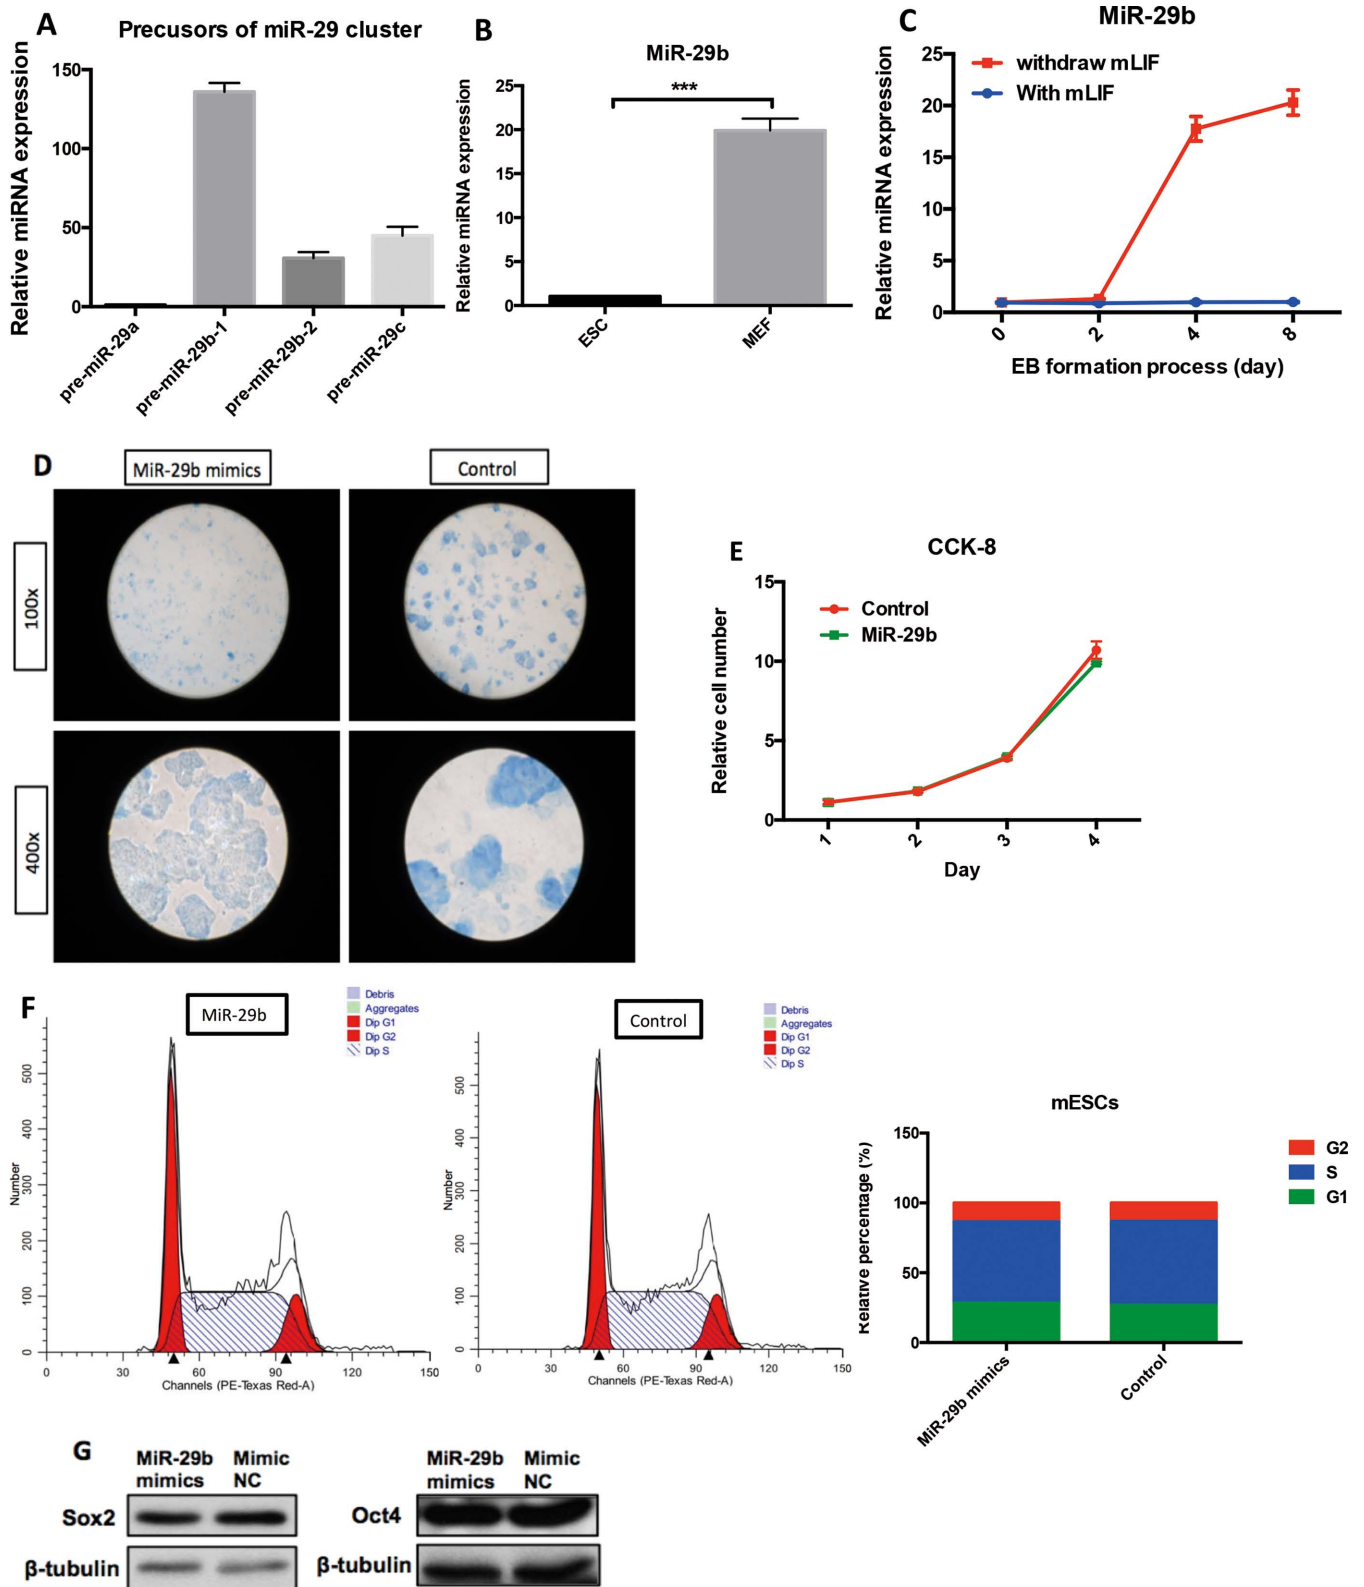 A
Precusors of miR-29 cluster
Relative miRNA expression
150
100
50
0
pre-miR-29a
pre-miR-29b-1
pre-miR-29b-2
pre-miR-29c
B
MiR-29b
Relative miRNA expression
25
20
15
10
5
0
***
ESC
MEF
C
MiR-29b
Relative miRNA expression
25
20
15
10
5
0
withdraw mLIF
With mLIF
0
2
4
8
EB formation process (day)
D
MiR-29b mimics
Control
100x
400x
E
CCK-8
Relative cell number
15
10
5
0
Control
MiR-29b
1
2
3
4
Day
F
MiR-29b
Debris
Aggregates
Dip G1
Dip G2
Dip S
Number
500
400
300
200
100
0
0
30
60
90
120
150
Channels (PE-Texas Red-A)
Control
Debris
Aggregates
Dip G1
Dip G2
Dip S
Number
500
400
300
200
100
0
0
30
60
90
120
150
Channels (PE-Texas Red-A)
mESCs
Relative percentage (%)
150
100
50
0
G2
S
G1
MiR-29b mimics
Control
G
MiR-29b
mimics
Mimic
NC
Sox2
β-tubulin
MiR-29b
mimics
Mimic
NC
Oct4
β-tubulin